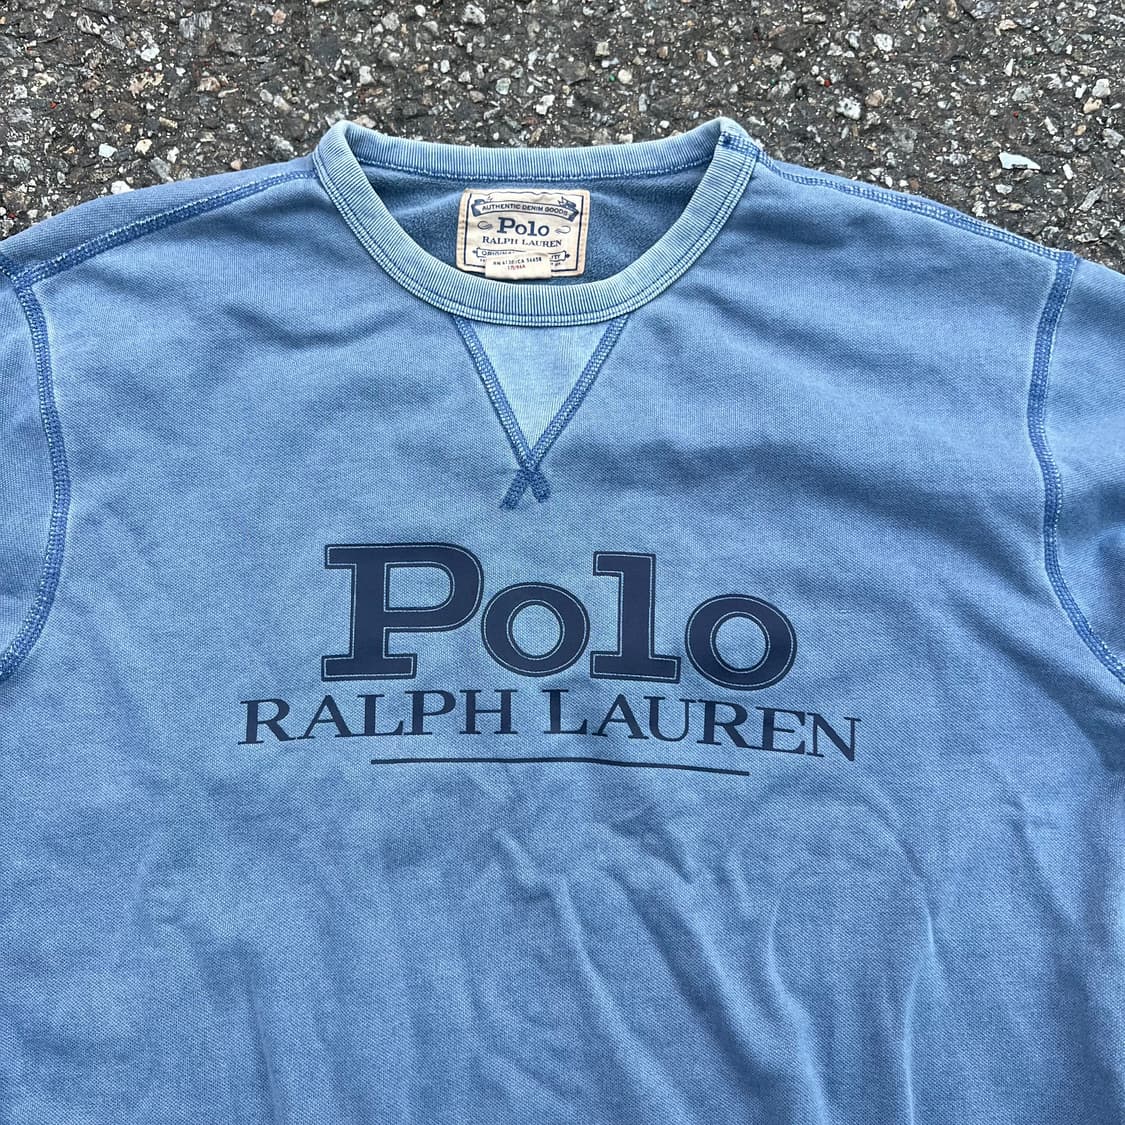 AUTHENTIC DENIM GOODS
Polo
RALPH LAUREN
Polo
RALPH LAUREN